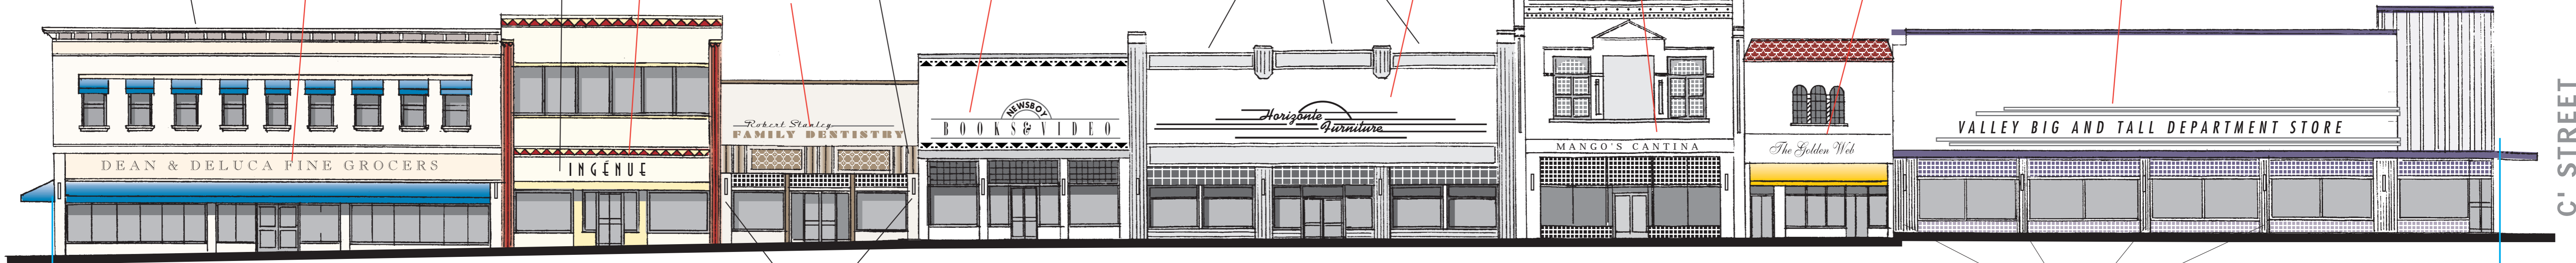 DEAN & DELUCA FINE GROCERS
INGÉNUE
Robert Stanley
FAMILY DENTISTRY
NEWSBOY
BOOKS & VIDEO
Horizonte
Furniture
MANGO'S CANTINA
The Golden Web
VALLEY BIG AND TALL DEPARTMENT STORE
C' STREET